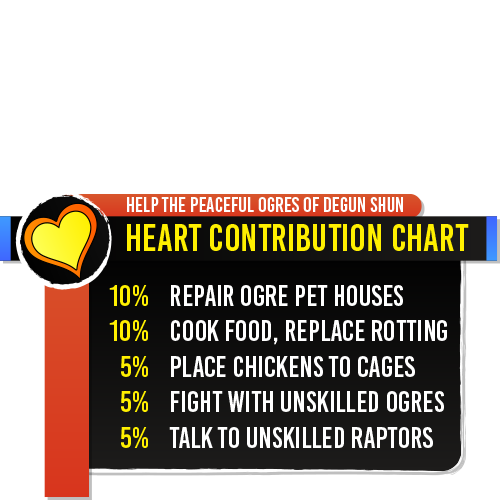 HELP THE PEACEFUL OGRES OF DEGUN SHUN
HEART CONTRIBUTION CHART
10% REPAIR OGRE PET HOUSES
10% COOK FOOD, REPLACE ROTTING
5% PLACE CHICKENS TO CAGES
5% FIGHT WITH UNSKILLED OGRES
5% TALK TO UNSKILLED RAPTORS